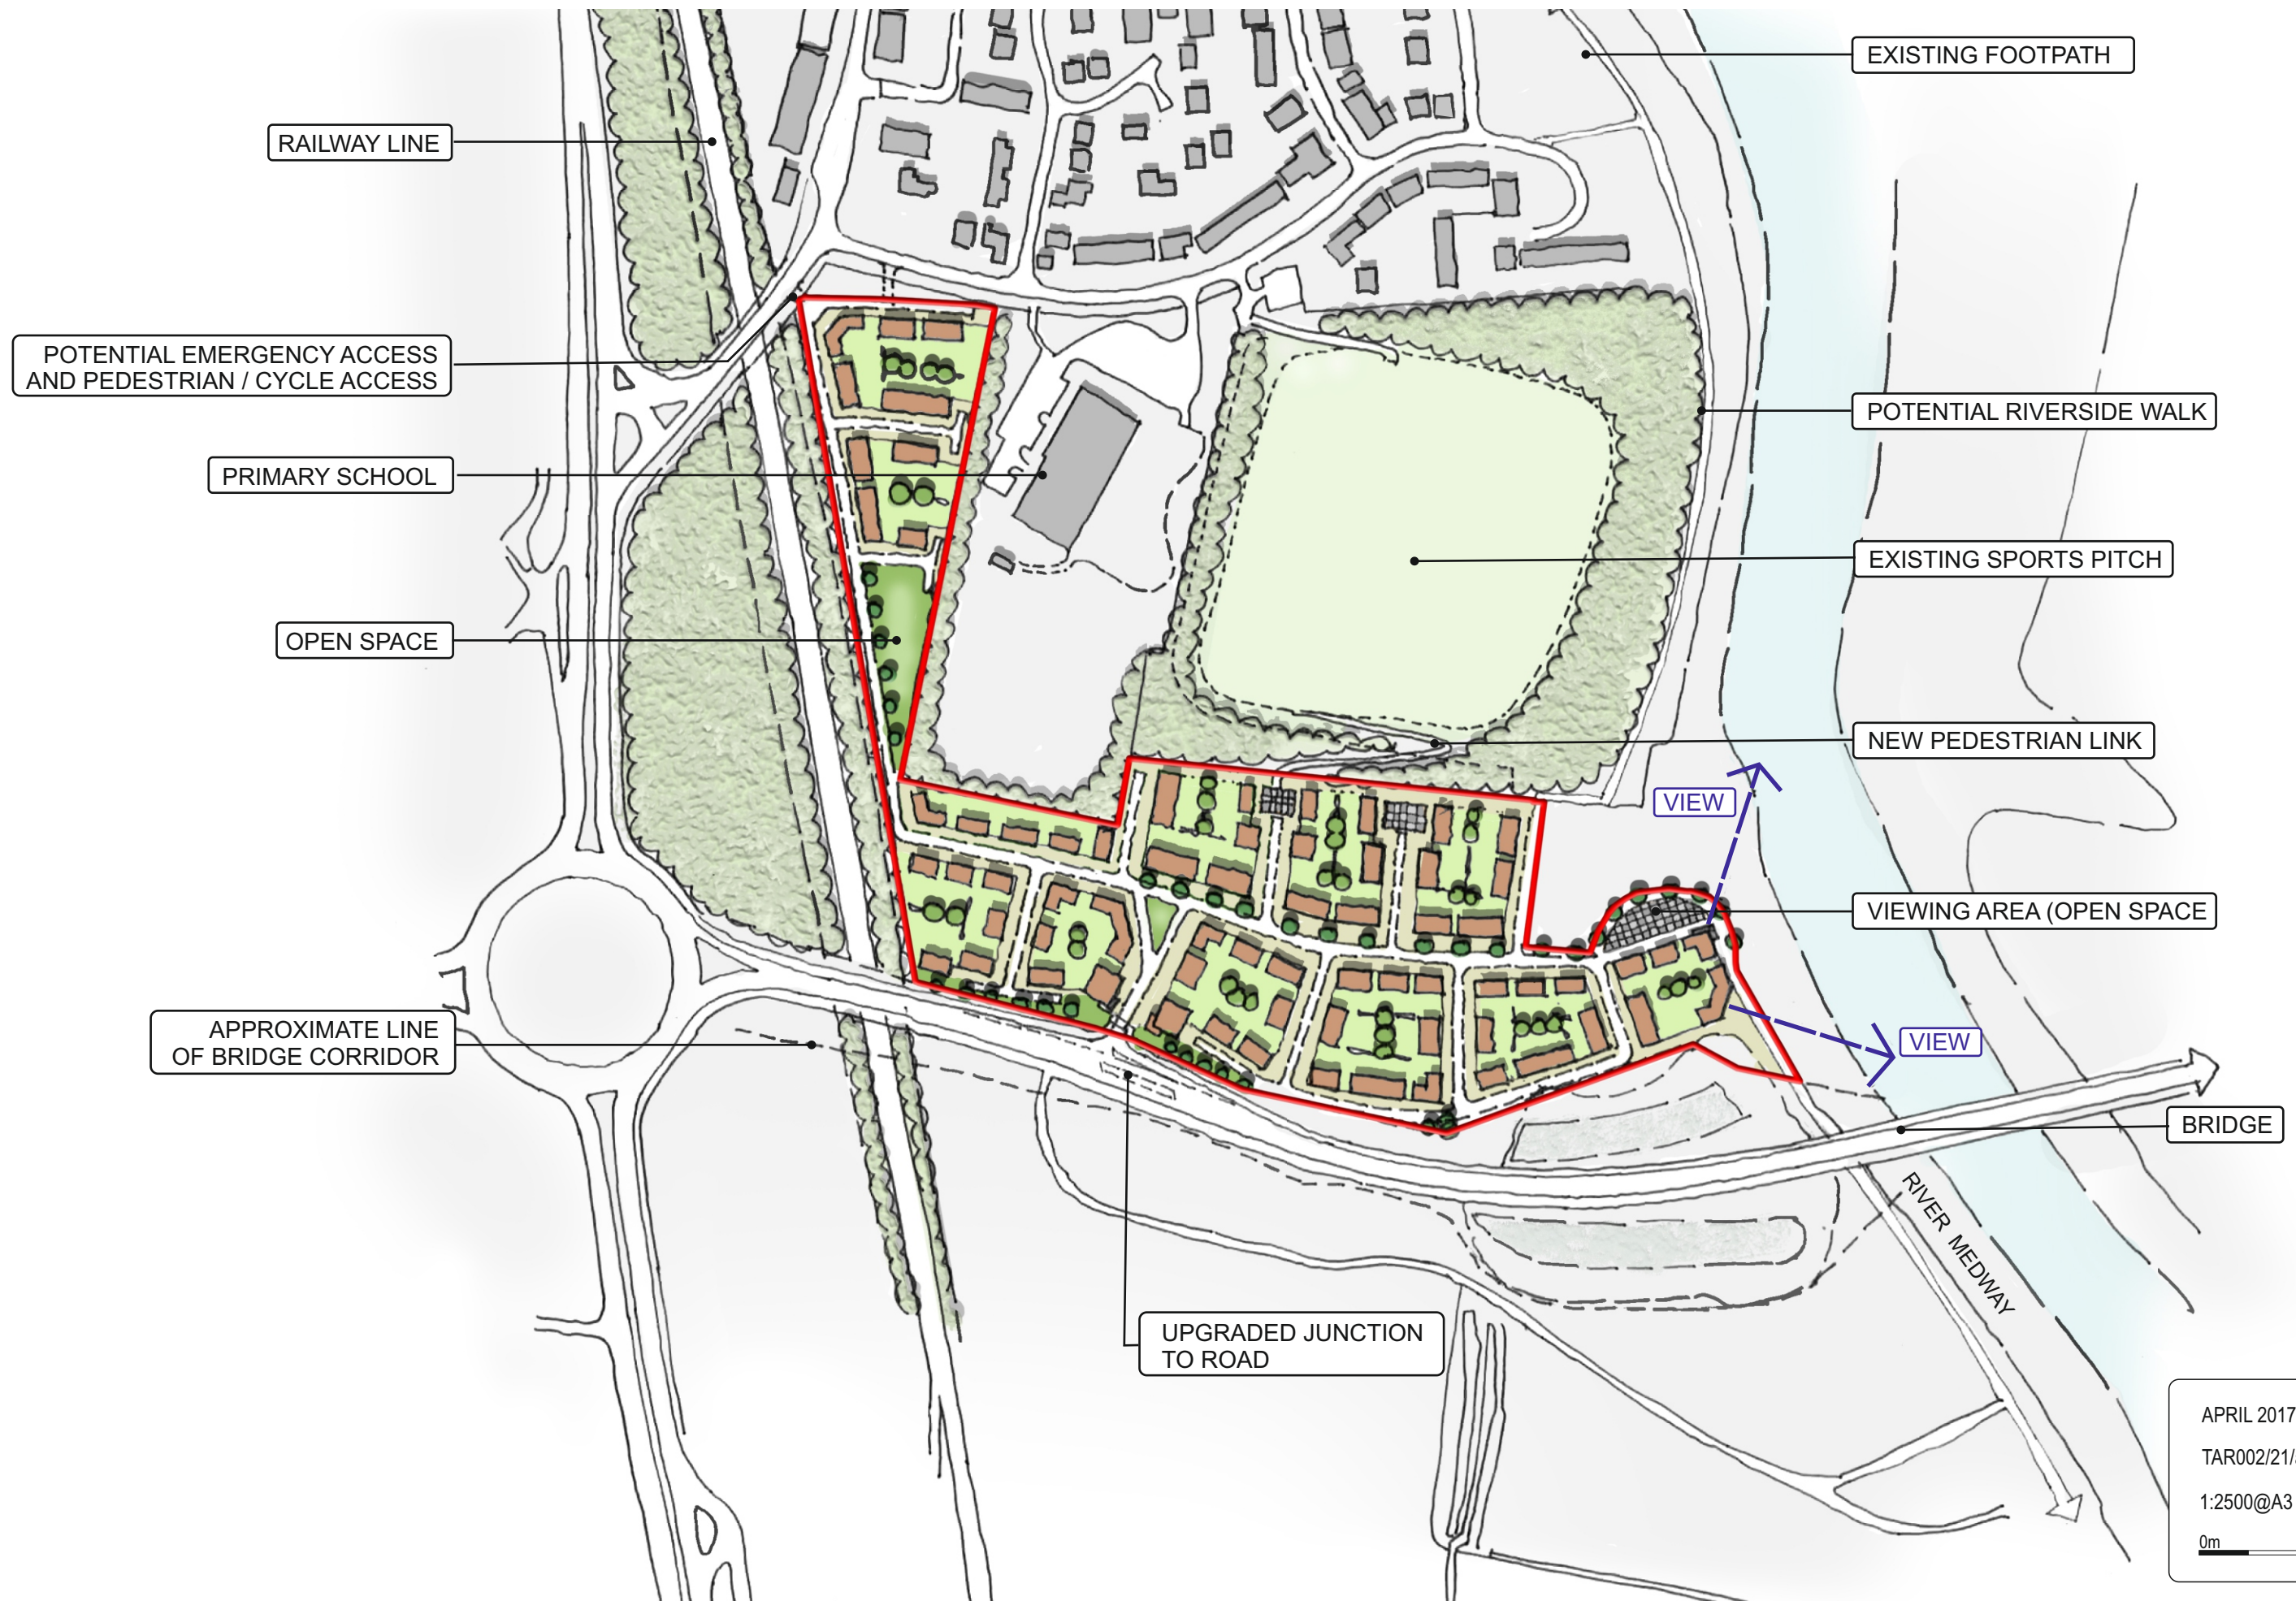 EXISTING FOOTPATH
RAILWAY LINE
POTENTIAL EMERGENCY ACCESS
AND PEDESTRIAN / CYCLE ACCESS
POTENTIAL RIVERSIDE WALK
PRIMARY SCHOOL
EXISTING SPORTS PITCH
OPEN SPACE
NEW PEDESTRIAN LINK
VIEW
VIEWING AREA (OPEN SPACE
APPROXIMATE LINE
OF BRIDGE CORRIDOR
VIEW
BRIDGE
RIVER MEDWAY
UPGRADED JUNCTION
TO ROAD
APRIL 2017
TAR002/21/
1:2500@A3
0m